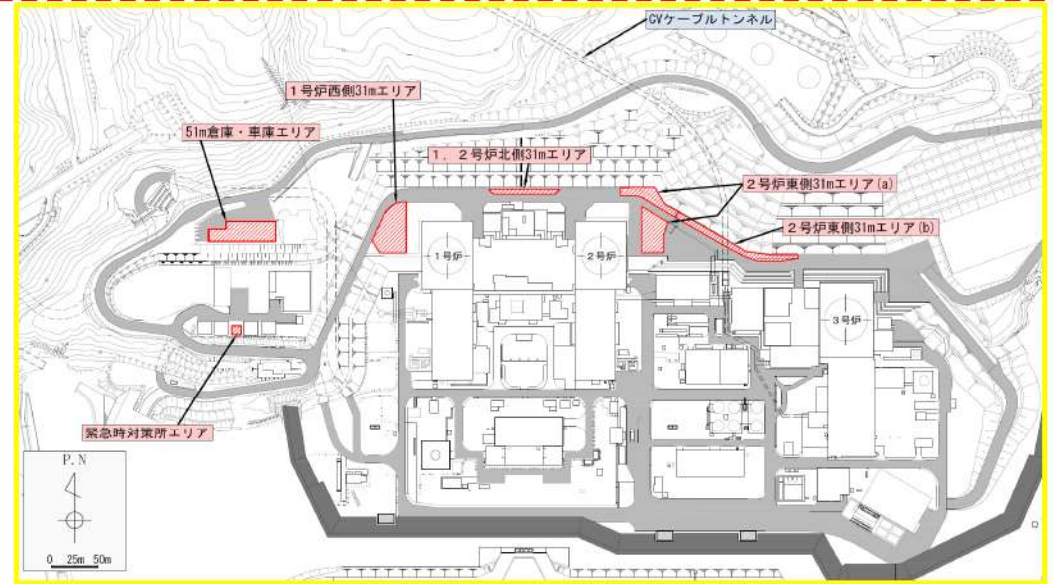 GVケーブルトンネル
1号炉西側31mエリア
51m倉庫・車庫エリア
1，2号炉北側31mエリア
2号炉東側31mエリア(a)
2号炉東側31mエリア(b)
1号炉
2号炉
3号炉
緊急時対策所エリア
P.N
0 25m 50m